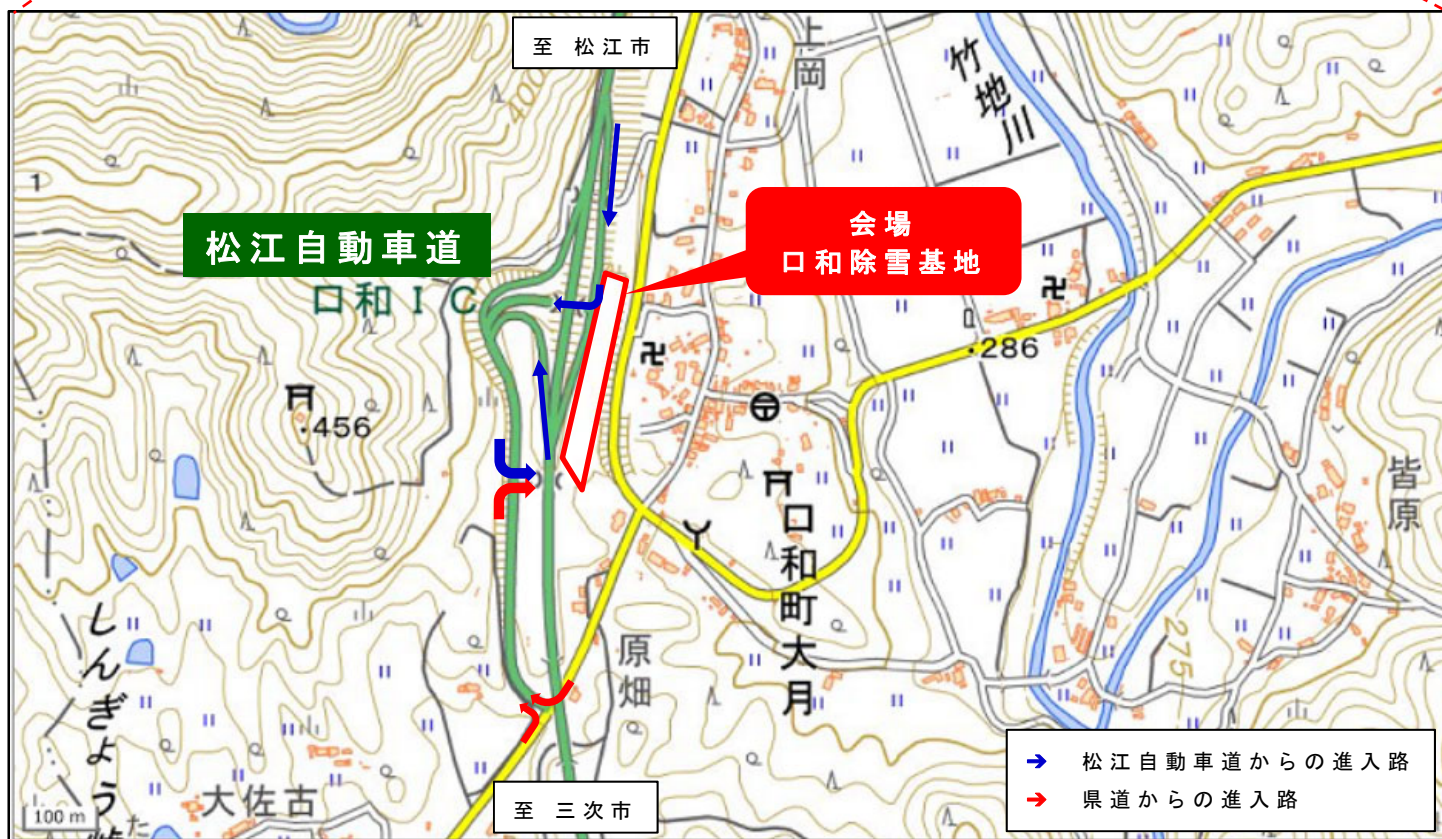 至 松江市
上岡
竹地川
400
1
松江自動車道
口和IC
会場
口和除雪基地
286
456
皆原
口和町大月
原畑
275
しんぎょう
た
大佐古
100 m
至 三次市
松江自動車道からの進入路
県道からの進入路